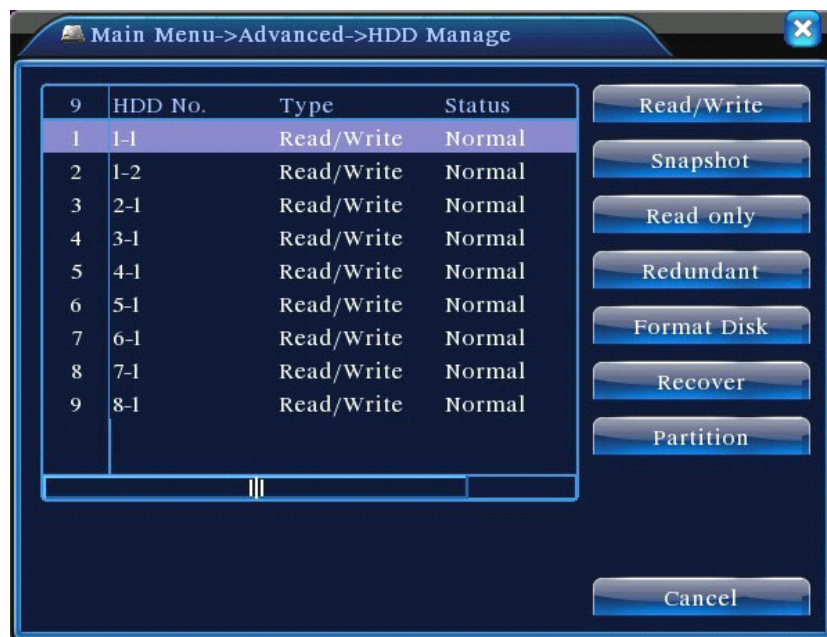 Main Menu->Advanced->HDD Manage
9 HDD No. Type Status
1 1-1 Read/Write Normal
2 1-2 Read/Write Normal
3 2-1 Read/Write Normal
4 3-1 Read/Write Normal
5 4-1 Read/Write Normal
6 5-1 Read/Write Normal
7 6-1 Read/Write Normal
8 7-1 Read/Write Normal
9 8-1 Read/Write Normal
Read/Write
Snapshot
Read only
Redundant
Format Disk
Recover
Partition
Cancel